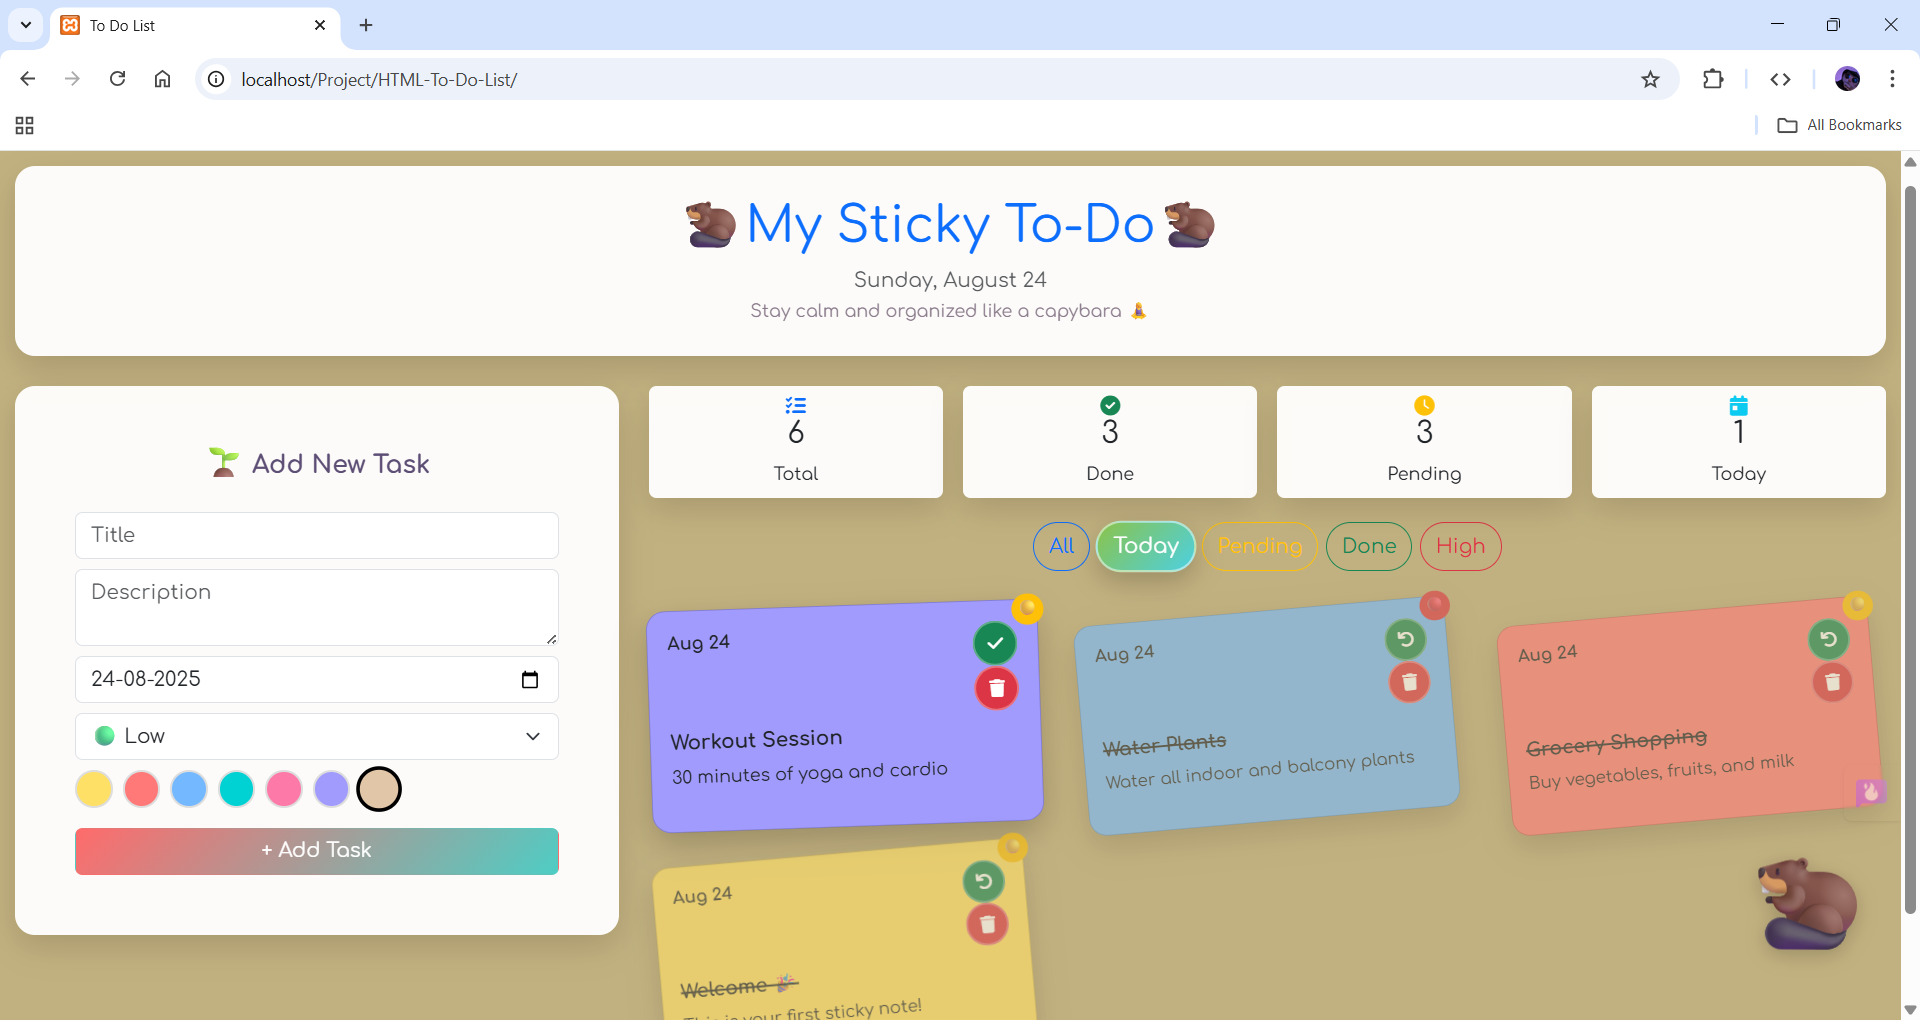 To Do List
localhost/Project/HTML-To-Do-List/
All Bookmarks
My Sticky To-Do
Sunday, August 24
Stay calm and organized like a capybara
Add New Task
Title
Description
24-08-2025
Low
+ Add Task
6
Total
3
Done
3
Pending
1
Today
All
Today
Pending
Done
High
Aug 24
Workout Session
30 minutes of yoga and cardio
Aug 24
Water Plants
Water all indoor and balcony plants
Aug 24
Grocery Shopping
Buy vegetables, fruits, and milk
Aug 24
Welcome
This is your first sticky note!